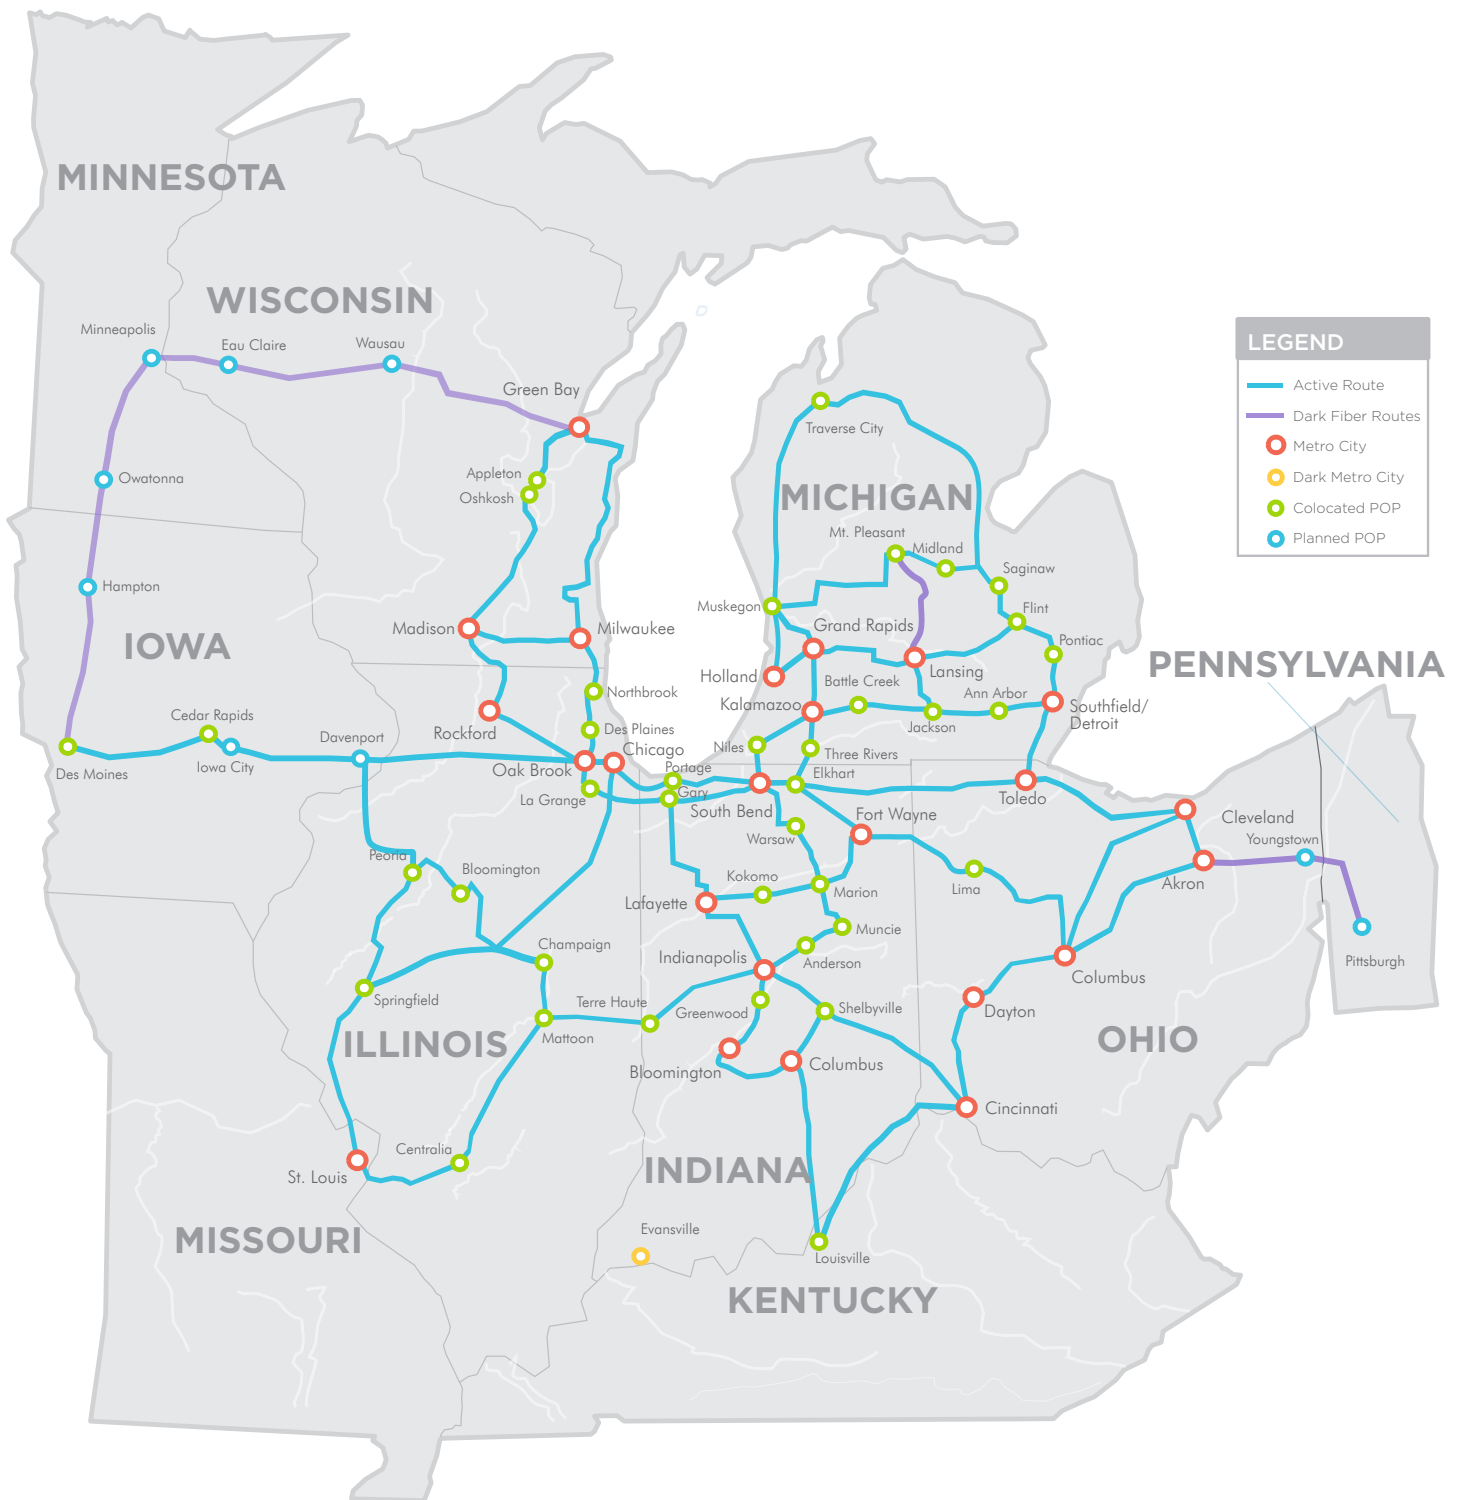 MINNESOTA
WISCONSIN
Minneapolis
Eau Claire
Wausau
Green Bay
LEGEND
Active Route
Dark Fiber Routes
Metro City
Dark Metro City
Colocated POP
Planned POP
Traverse City
Appleton
Oshkosh
Owatonna
MICHIGAN
Mt. Pleasant
Midland
Saginaw
Hampton
Muskegon
Flint
Grand Rapids
Madison
Milwaukee
IOWA
Pontiac
PENNSYLVANIA
Holland
Lansing
Battle Creek
Ann Arbor
Northbrook
Kalamazoo
Southfield/
Detroit
Cedar Rapids
Rockford
Des Plaines
Jackson
Davenport
Chicago
Niles
Three Rivers
Des Moines
Iowa City
Oak Brook
Portage
Elkhart
La Grange
Gary
Toledo
South Bend
Fort Wayne
Cleveland
Warsaw
Youngstown
Peoria
Bloomington
Kokomo
Marion
Lima
Akron
Lafayette
Muncie
Champaign
Indianapolis
Anderson
Pittsburgh
Columbus
Springfield
Terre Haute
Greenwood
Shelbyville
Dayton
ILLINOIS
Mattoon
OHIO
Bloomington
Columbus
Cincinnati
Centralia
St. Louis
INDIANA
MISSOURI
Evansville
Louisville
KENTUCKY